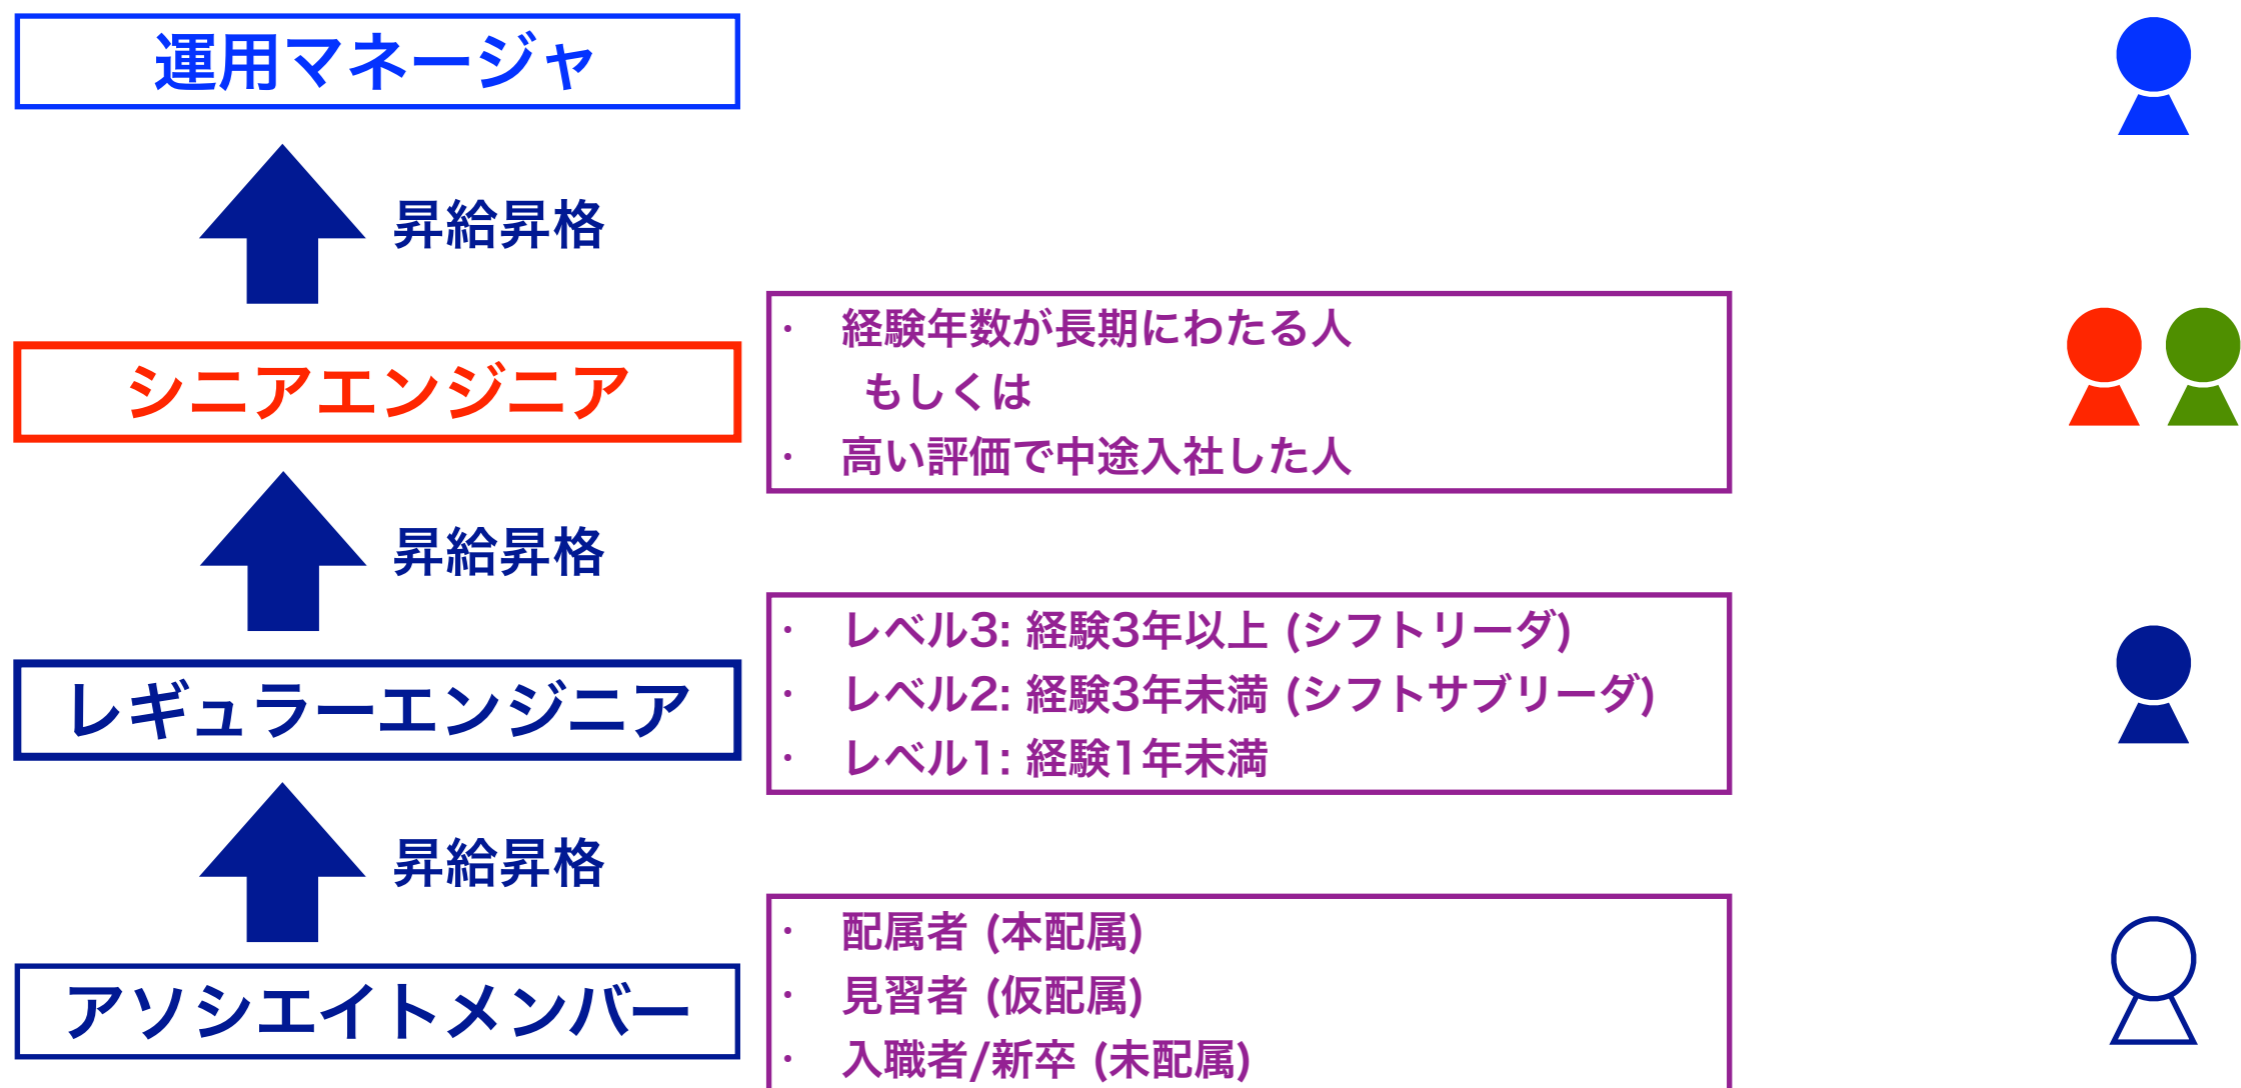 運用マネージャ
昇給昇格
・ 経験年数が長期にわたる人
もしくは
・ 高い評価で中途入社した人
シニアエンジニア
昇給昇格
・ レベル3: 経験3年以上 (シフトリーダ)
・ レベル2: 経験3年未満 (シフトサブリーダ)
・ レベル1: 経験1年未満
レギュラーエンジニア
昇給昇格
・ 配属者 (本配属)
・ 見習者 (仮配属)
・ 入職者/新卒 (未配属)
アソシエイトメンバー